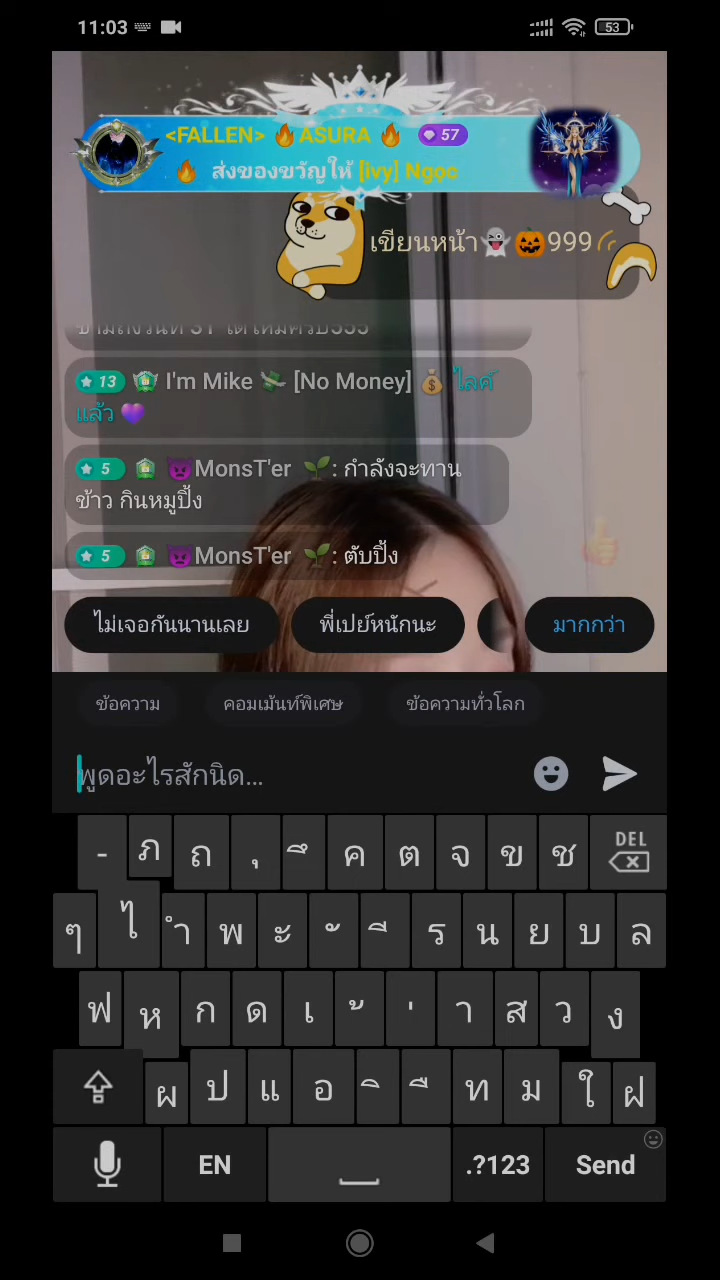 11:03
53
<FALLEN> 🔥 ASURA 🔥 57
🔥 ส่งของขวัญให้ [ivy] Ngọc
เขียนหน้า👻🎃999
13 I'm Mike 💸 [No Money] 💰 ไลค์
แล้ว 💜
5 😈MonsT'er 🌱: กำลังจะทาน
ข้าว กินหมูปิ้ง
5 😈MonsT'er 🌱: ตับปิ้ง
ไม่เจอกันนานเลย พี่เปย์หนักนะ มากกว่า
ข้อความ คอมเม้นท์พิเศษ ข้อความทั่วโลก
พูดอะไรสักนิด...
- ภ ถ ุ ึ ค ต จ ข ช DEL
ๆ ไ ำ พ ะ ั ี ร น ย บ ล
ฟ ห ก ด เ ้ ่ า ส ว ง
ผ ป แ อ ิ ื ท ม ใ ฝ
EN .?123 Send